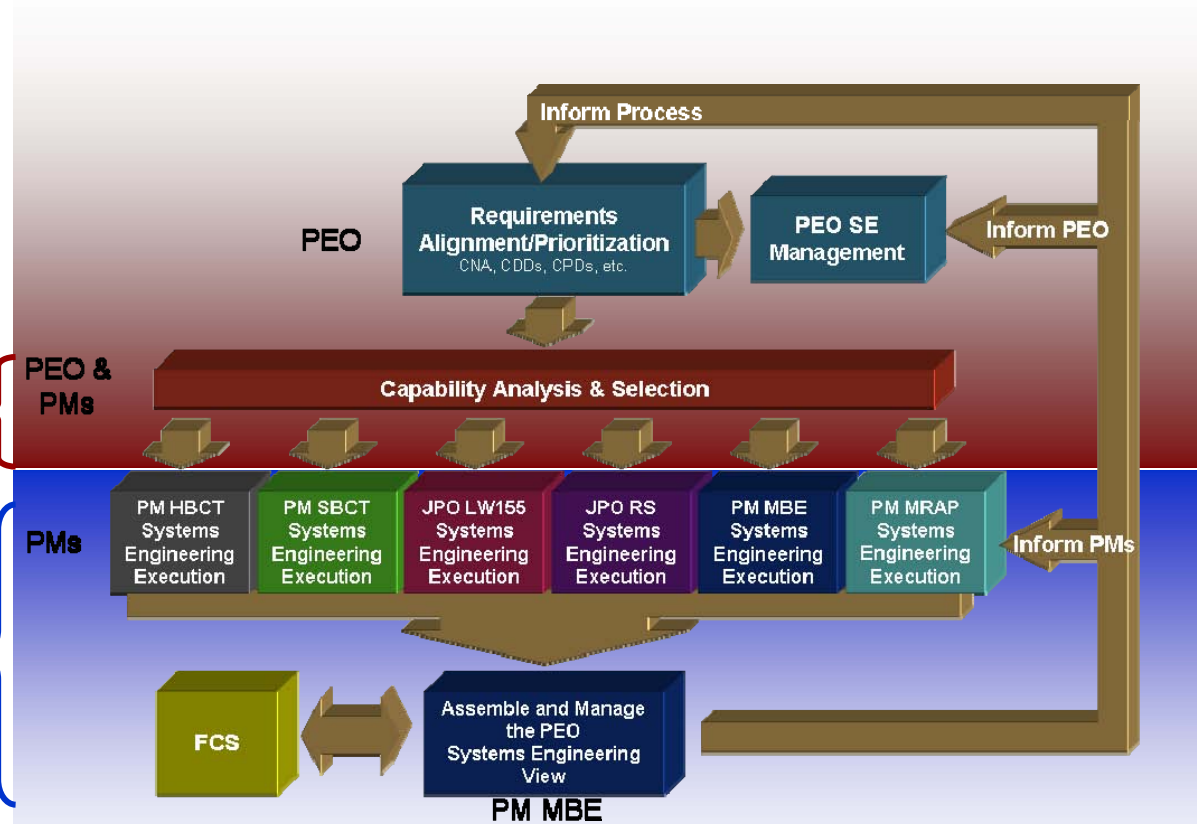 Inform Process
Requirements
Alignment/Prioritization
CNA, CDDs, CPDs, etc.
PEO
PEO SE
Management
Inform PEO
PEO &
PMs
Capability Analysis & Selection
PMs
PM HBCT
Systems
Engineering
Execution
PM SBCT
Systems
Engineering
Execution
JPO LW155
Systems
Engineering
Execution
JPO RS
Systems
Engineering
Execution
PM MBE
Systems
Engineering
Execution
PM MRAP
Systems
Engineering
Execution
Inform PMs
FCS
Assemble and Manage
the PEO
Systems Engineering
View
PM MBE